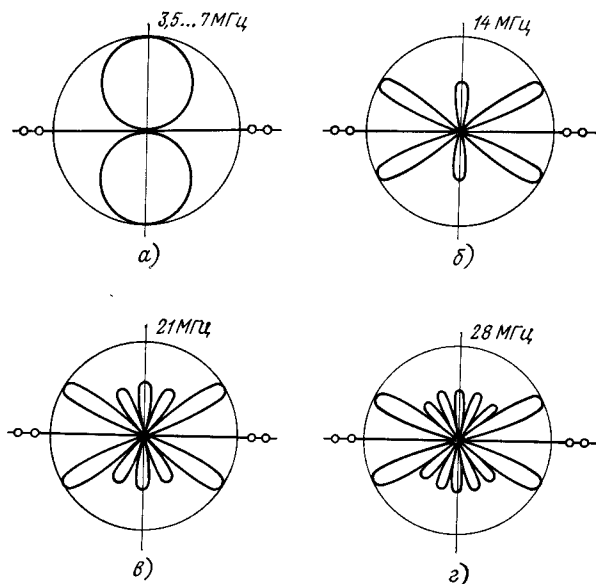 3,5...7 МГц
14 МГц
а)
б)
21 МГц
28 МГц
в)
г)